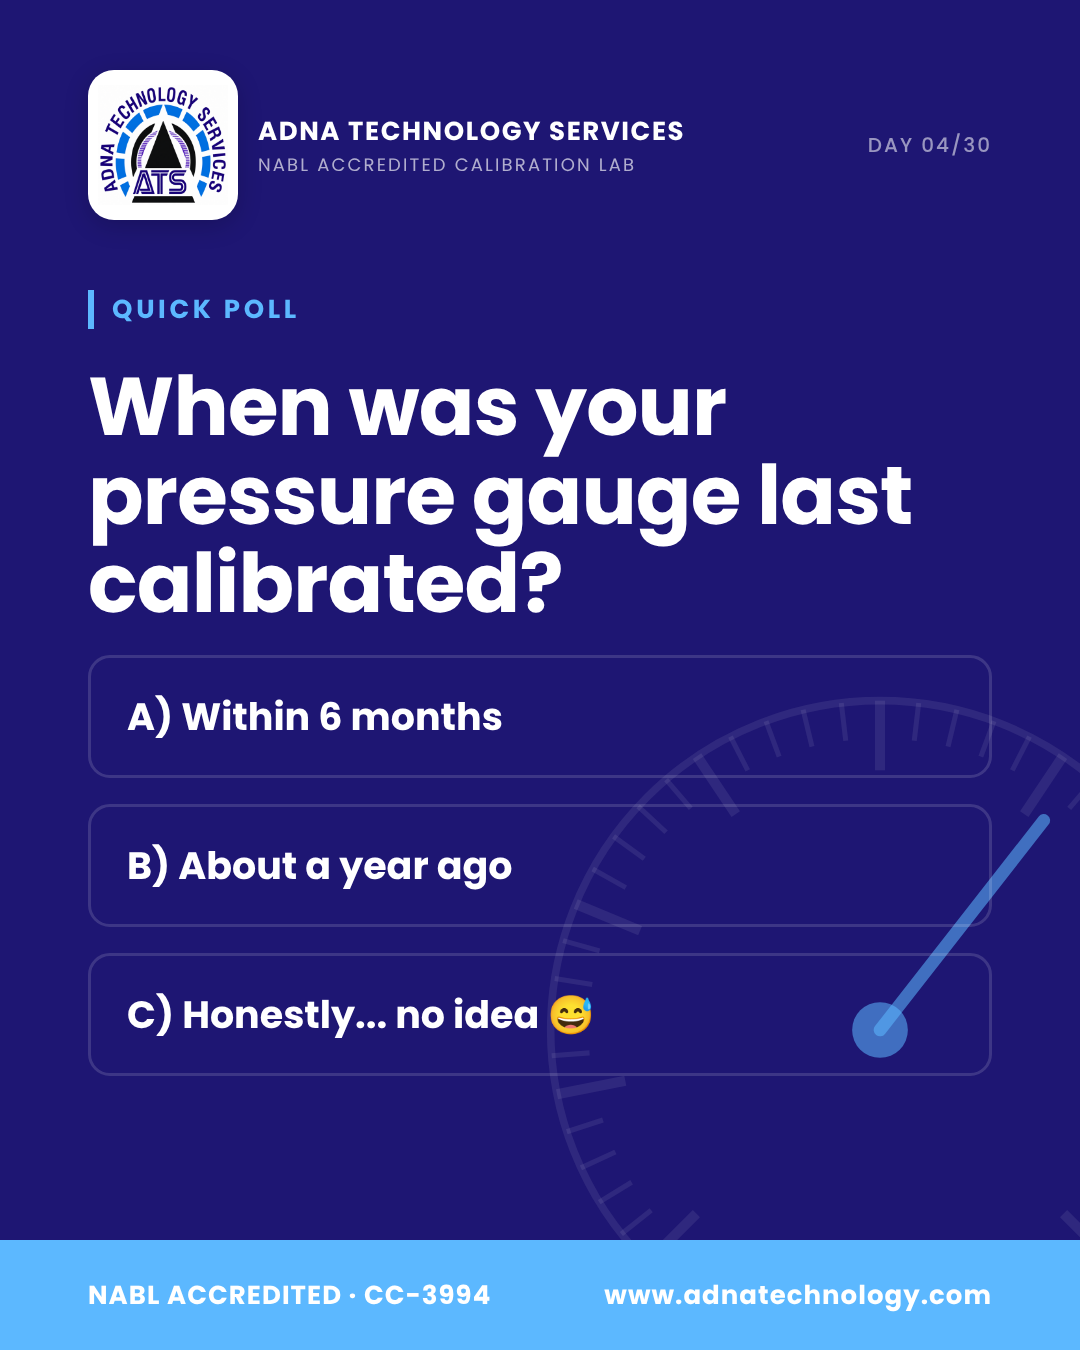 ADNA TECHNOLOGY SERVICES
ATS
ADNA TECHNOLOGY SERVICES
NABL ACCREDITED CALIBRATION LAB
DAY 04/30
QUICK POLL
When was your
pressure gauge last
calibrated?
A) Within 6 months
B) About a year ago
C) Honestly... no idea 😅
NABL ACCREDITED · CC-3994
www.adnatechnology.com